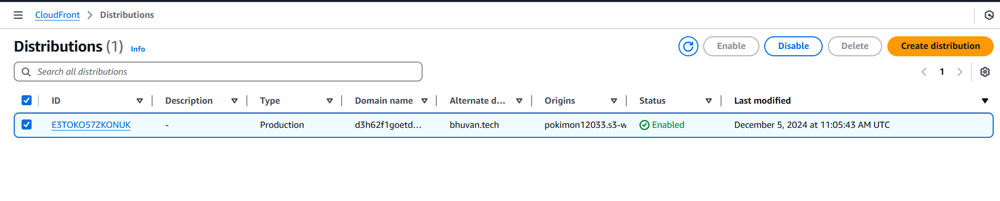 CloudFront > Distributions
Distributions (1) Info
Enable Disable Delete Create distribution
Search all distributions
1
ID Description Type Domain name Alternate d... Origins Status Last modified
E3TOKO57ZKONUK - Production d3h62f1goetd... bhuvan.tech pokimon12033.s3-w Enabled December 5, 2024 at 11:05:43 AM UTC